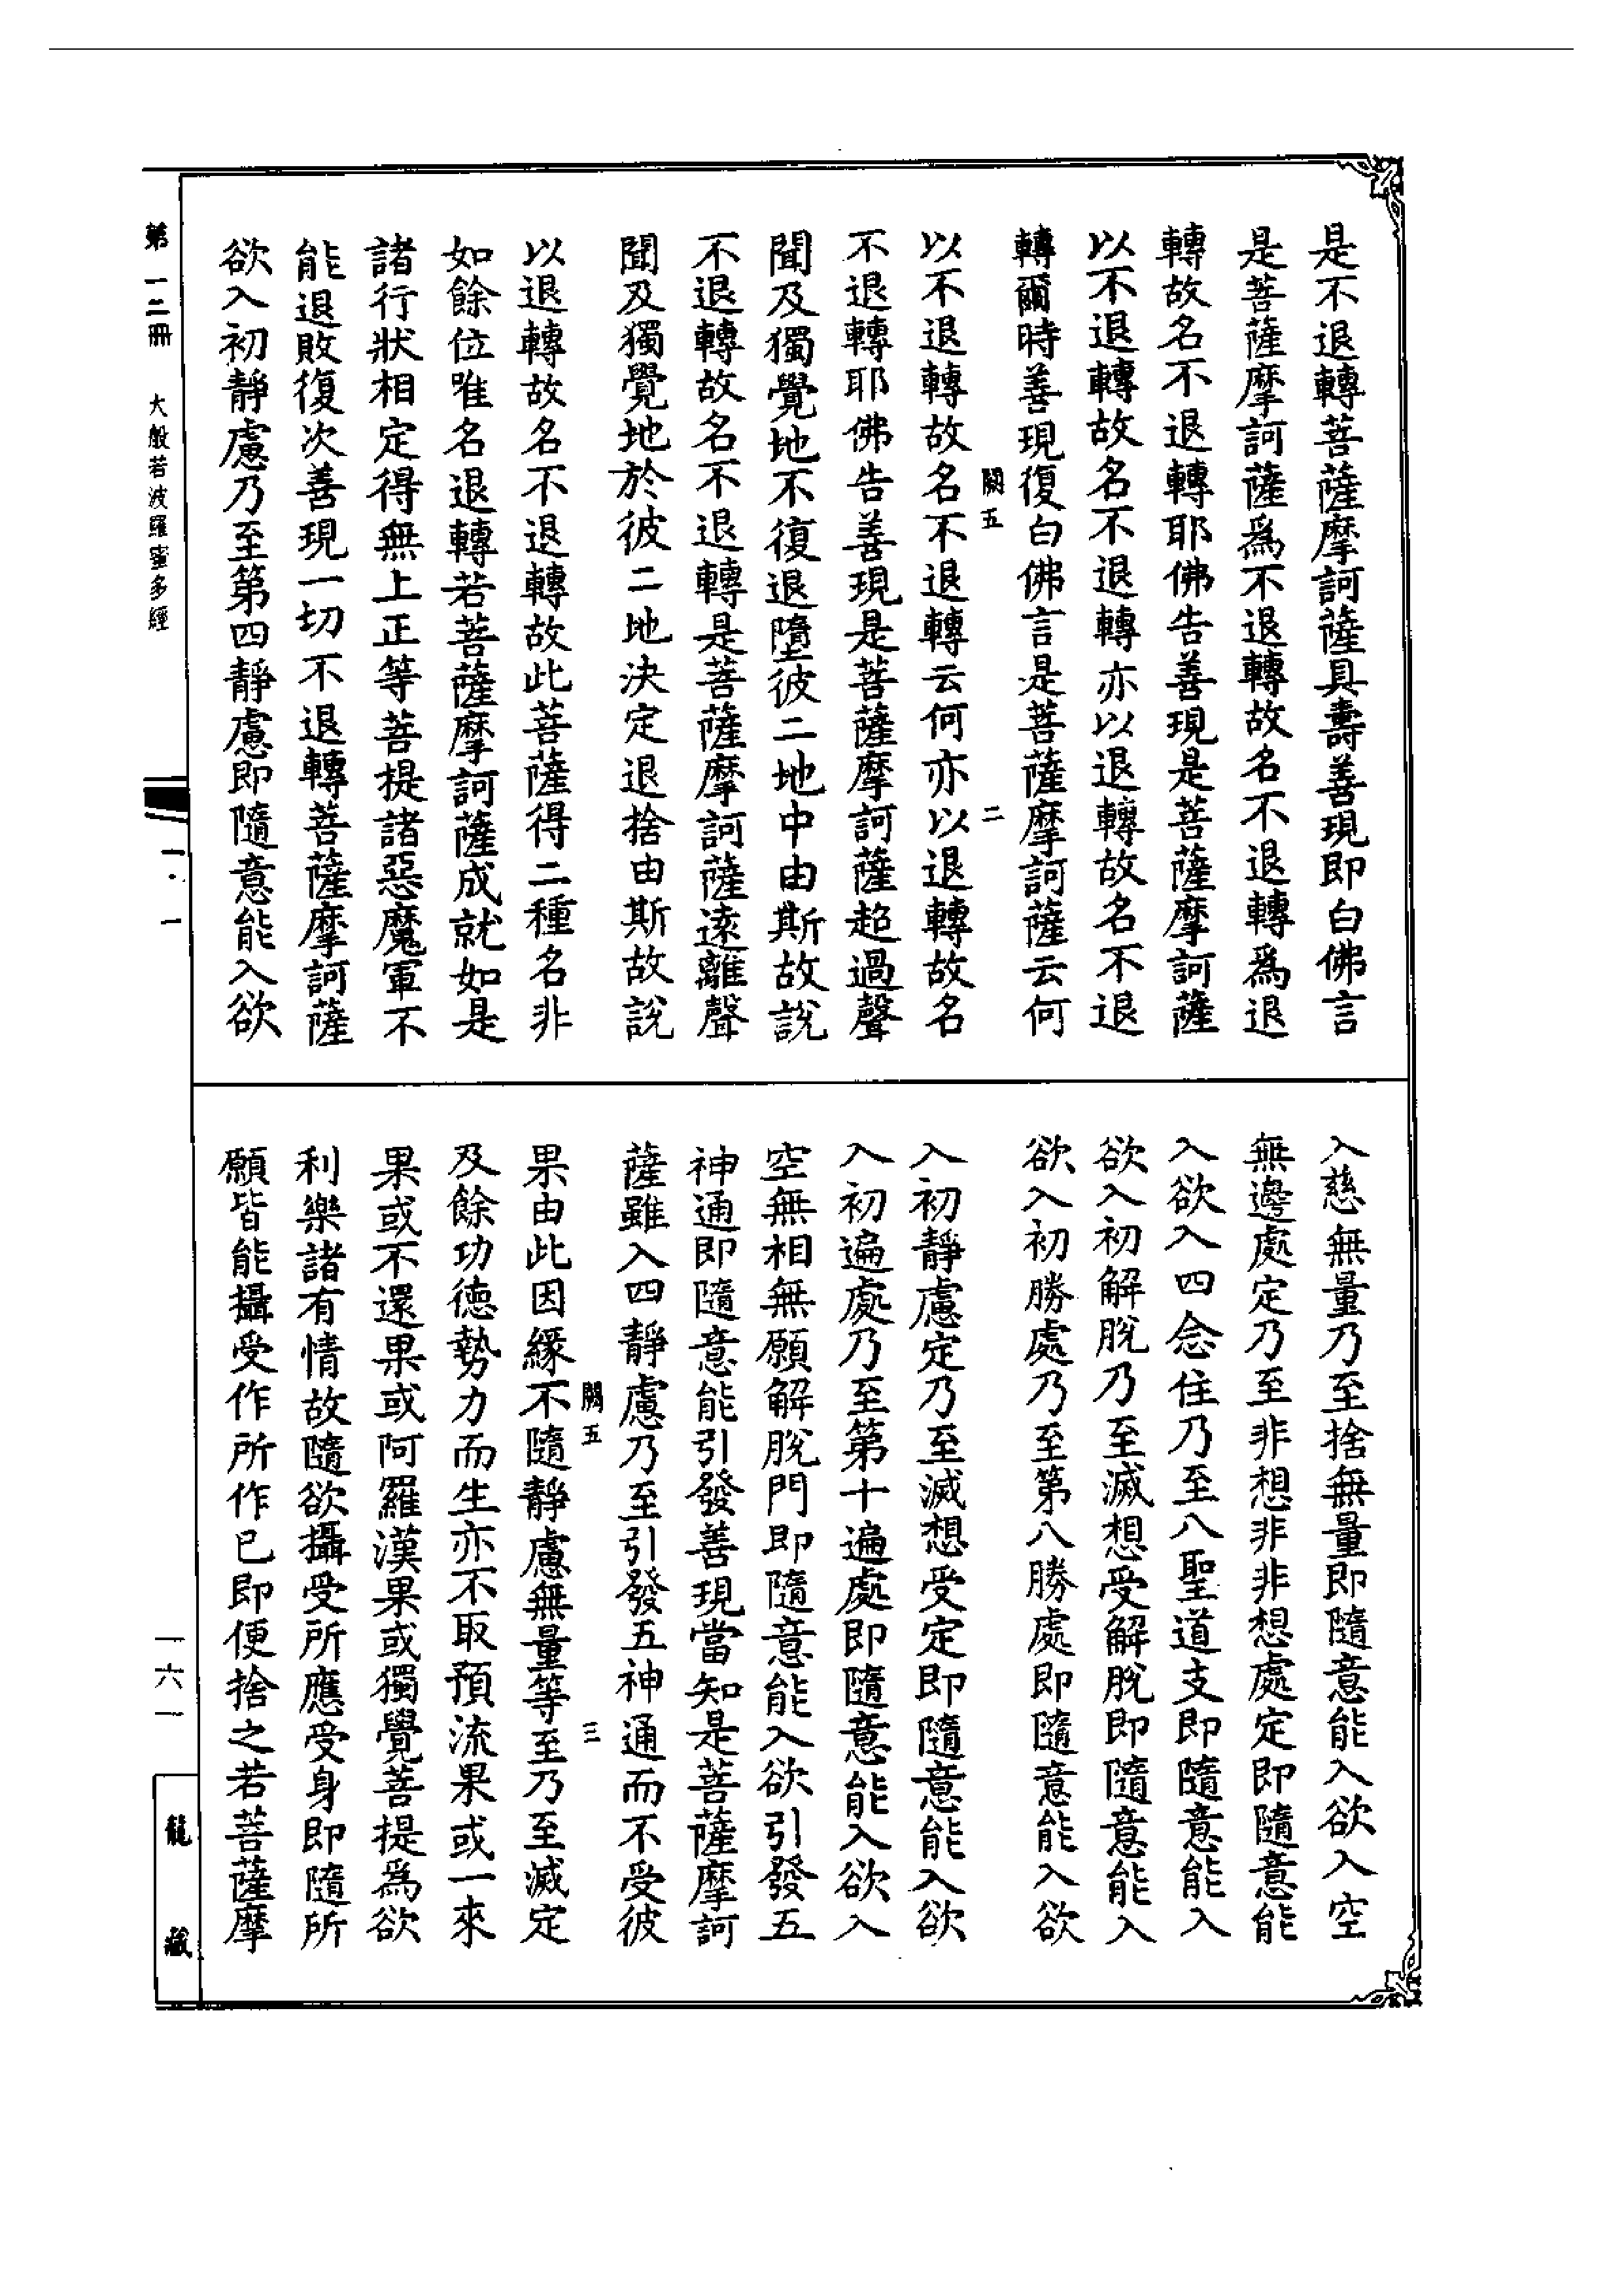 是不退轉菩薩摩訶薩具壽善現即白佛言
是菩薩摩訶薩為不退轉故名不退轉為退
轉故名不退轉耶佛告善現是菩薩摩訶薩
以不退轉故名不退轉亦以退轉故名不退
轉爾時善現復白佛言是菩薩摩訶薩云何
闕五 二
以不退轉故名不退轉云何亦以退轉故名
不退轉耶佛告善現是菩薩摩訶薩超過聲
聞及獨覺地不復退墮彼二地中由斯故說
不退轉故名不退轉是菩薩摩訶薩遠離聲
聞及獨覺地於彼二地決定退捨由斯故說
以退轉故名不退轉故此菩薩得二種名非
如餘位唯名退轉若菩薩摩訶薩成就如是
諸行狀相定得無上正等菩提諸惡魔軍不
能退敗復次善現一切不退轉菩薩摩訶薩
欲入初靜慮乃至第四靜慮即隨意能入欲
入慈無量乃至捨無量即隨意能入欲入空
無邊處定乃至非想非非想處定即隨意能
入欲入四念住乃至八聖道支即隨意能入
欲入初解脫乃至滅想受解脫即隨意能入
欲入初勝處乃至第八勝處即隨意能入欲
入初靜慮定乃至滅想受定即隨意能入欲
入初遍處乃至第十遍處即隨意能入欲入
空無相無願解脫門即隨意能入欲引發五
神通即隨意能引發善現當知是菩薩摩訶
薩雖入四靜慮乃至引發五神通而不受彼
闕五 三
果由此因緣不隨靜慮無量等至乃至滅定
及餘功德勢力而生亦不取預流果或一來
果或不還果或阿羅漢果或獨覺菩提為欲
利樂諸有情故隨欲攝受所應受身即隨所
願皆能攝受作所作已即便捨之若菩薩摩
第一二冊 大般若波羅蜜多經
一六一
龍藏